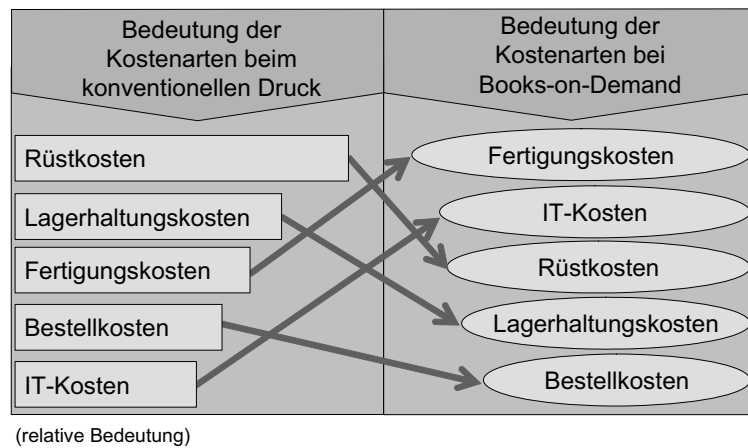 Bedeutung der
Kostenarten beim
konventionellen Druck
Bedeutung der
Kostenarten bei
Books-on-Demand
Rüstkosten
Lagerhaltungskosten
Fertigungskosten
Bestellkosten
IT-Kosten
Fertigungskosten
IT-Kosten
Rüstkosten
Lagerhaltungskosten
Bestellkosten
(relative Bedeutung)